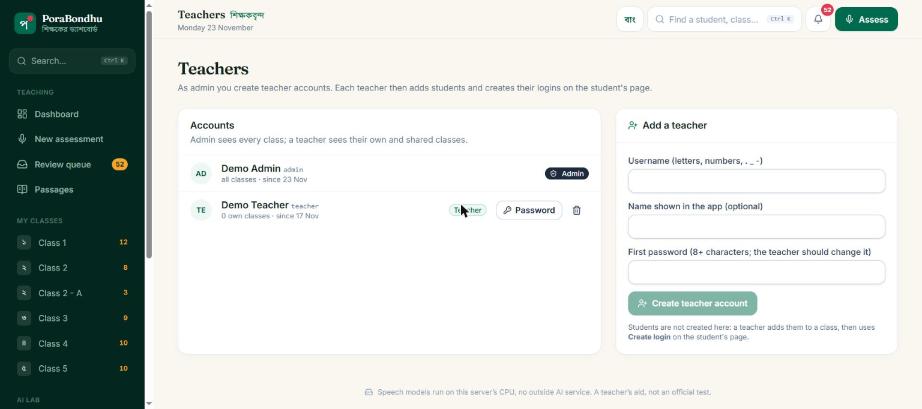 PoraBondhu
শিক্ষকের ড্যাশবোর্ড
Search... Ctrl K
TEACHING
Dashboard
New assessment
Review queue 52
Passages
MY CLASSES
১ Class 1 12
২ Class 2 8
২ Class 2 - A 3
৩ Class 3 9
৪ Class 4 10
৫ Class 5 10
AI LAB
Teachers শিক্ষকবৃন্দ
Monday 23 November
বাং
Find a student, class... Ctrl K
52
Assess
Teachers
As admin you create teacher accounts. Each teacher then adds students and creates their logins on the student's page.
Accounts
Admin sees every class; a teacher sees their own and shared classes.
AD Demo Admin admin
all classes · since 23 Nov
Admin
TE Demo Teacher teacher
0 own classes · since 17 Nov
Password
Add a teacher
Username (letters, numbers, . _ -)
Name shown in the app (optional)
First password (8+ characters; the teacher should change it)
Create teacher account
Students are not created here: a teacher adds them to a class, then uses
Create login on the student's page.
Speech models run on this server's CPU, no outside AI service. A teacher's aid, not an official test.